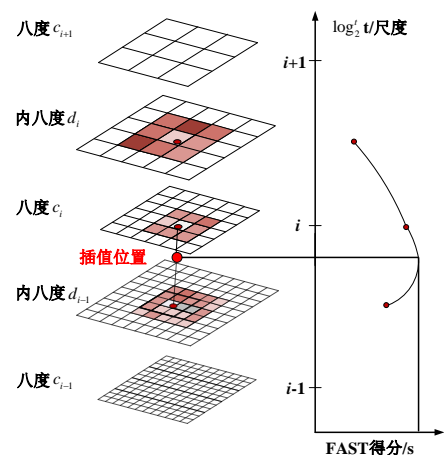 八度 c_{i+1}
内八度 d_i
八度 c_i
插值位置
内八度 d_{i-1}
八度 c_{i-1}
log_2^t t/尺度
i+1
i
i-1
FAST得分/s